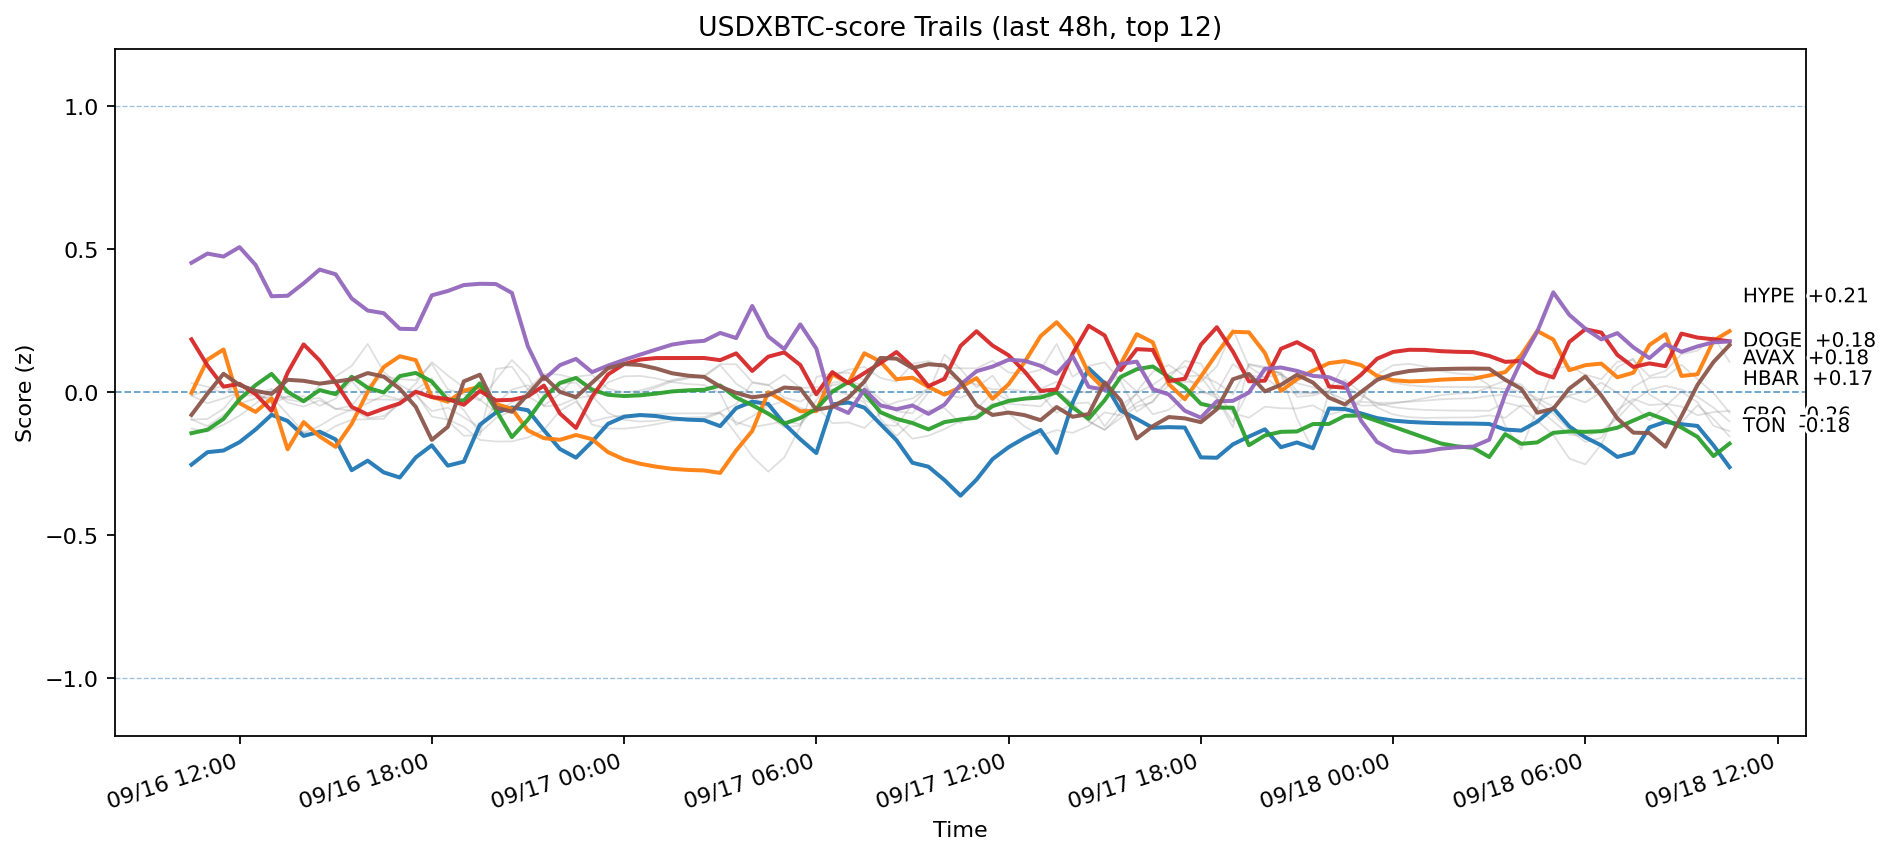 USDXBTC-score Trails (last 48h, top 12)
1.0
0.5
0.0
−0.5
−1.0
Score (z)
HYPE +0.21
DOGE +0.18
AVAX +0.18
HBAR +0.17
CRO -0.26
TON -0.18
09/16 12:00
09/16 18:00
09/17 00:00
09/17 06:00
09/17 12:00
09/17 18:00
09/18 00:00
09/18 06:00
09/18 12:00
Time